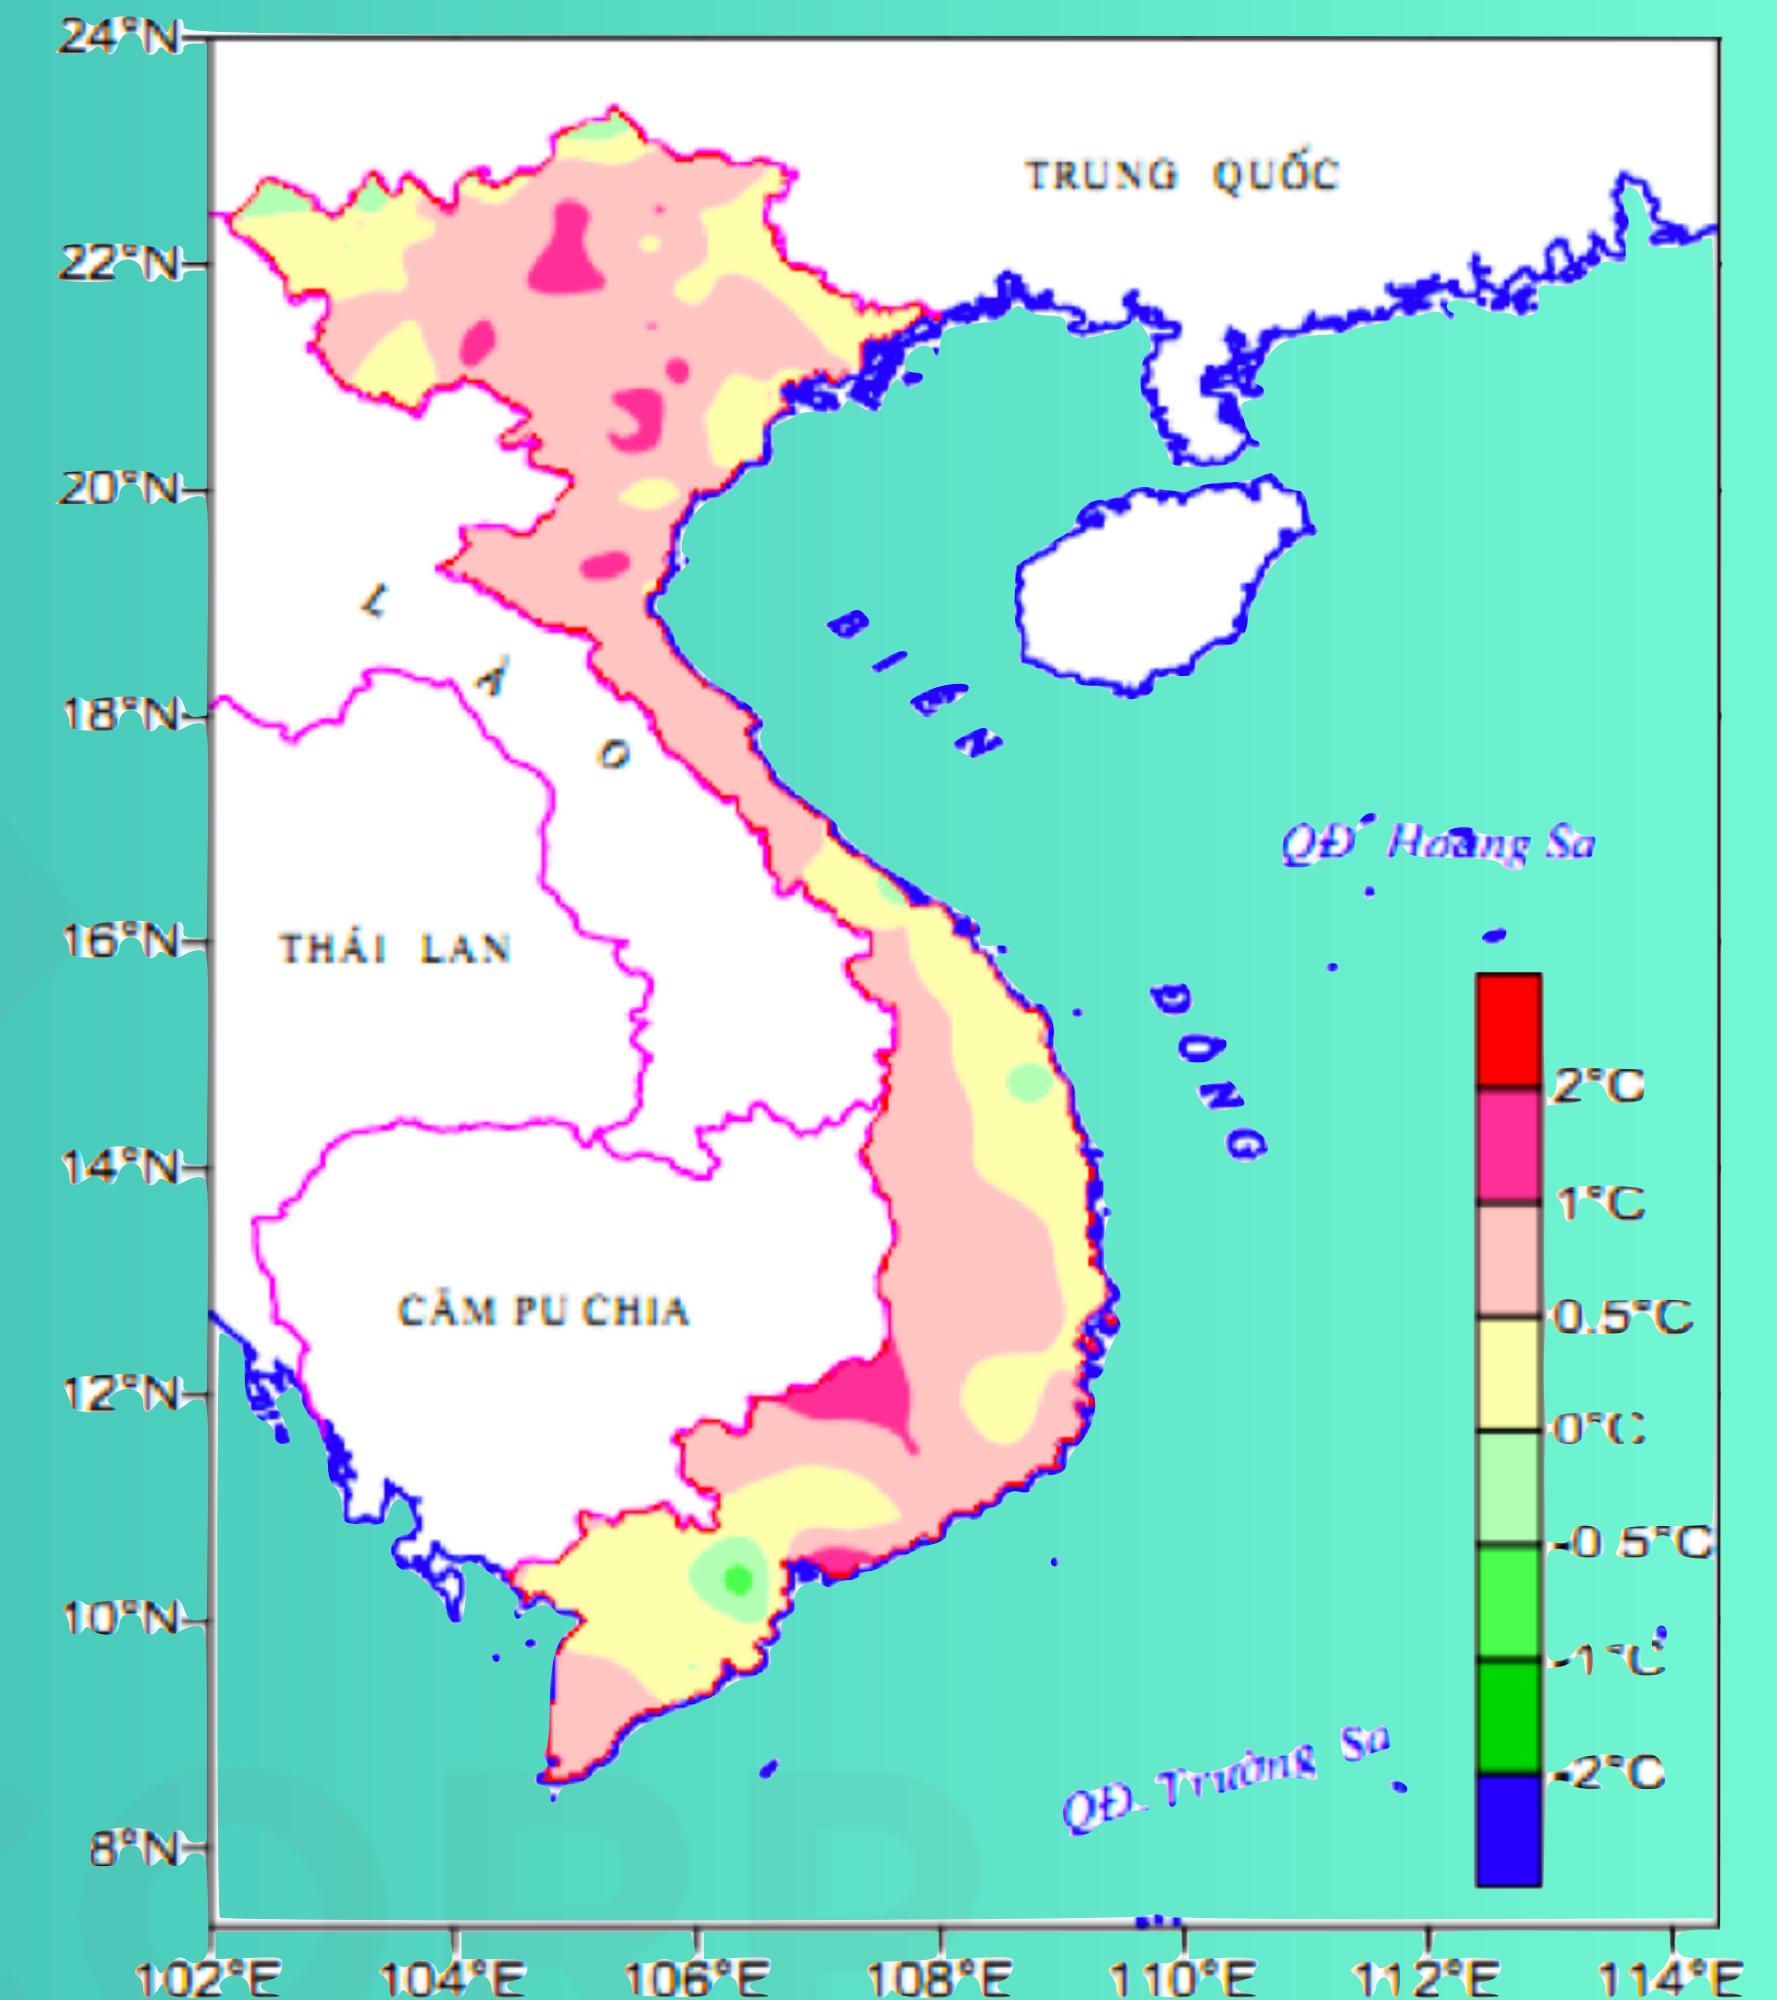 24°N
TRUNG QUỐC
22°N
20°N
L
À
O
BIỂN
18°N
QĐ Hoàng Sa
16°N
THÁI LAN
ĐÔNG
2°C
14°N
1°C
CĂM PU CHIA
0.5°C
12°N
0°C
-0.5°C
10°N
-1°C
QĐ. Trường Sa
-2°C
8°N
102°E 104°E 106°E 108°E 110°E 112°E 114°E